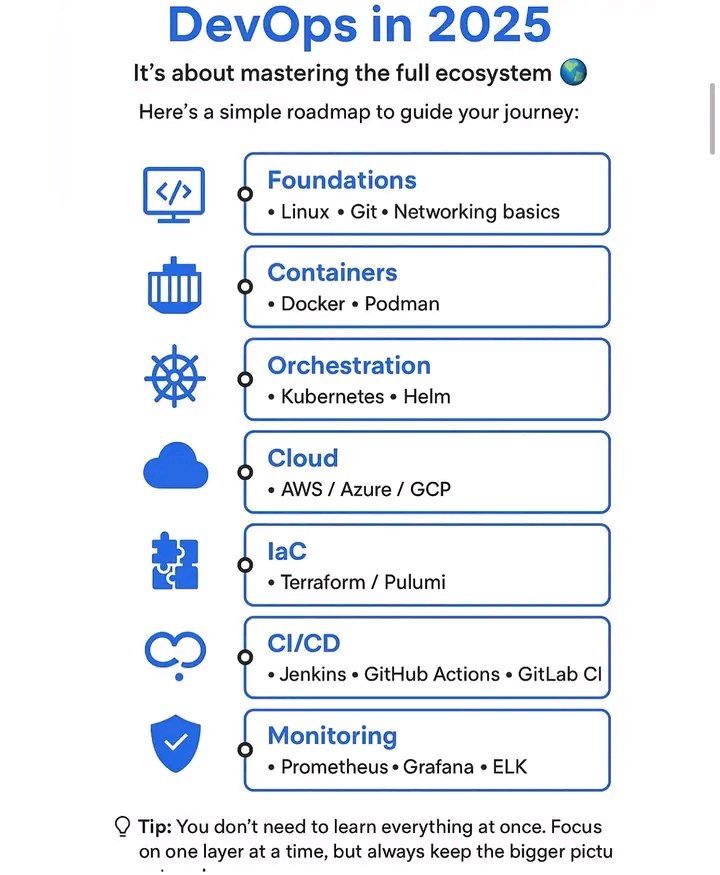 DevOps in 2025
It's about mastering the full ecosystem 🌎
Here's a simple roadmap to guide your journey:
</>
Foundations
• Linux • Git • Networking basics
Containers
• Docker • Podman
Orchestration
• Kubernetes • Helm
Cloud
• AWS / Azure / GCP
IaC
• Terraform / Pulumi
CI/CD
• Jenkins • GitHub Actions • GitLab CI
Monitoring
• Prometheus • Grafana • ELK
Tip: You don't need to learn everything at once. Focus
on one layer at a time, but always keep the bigger pictu